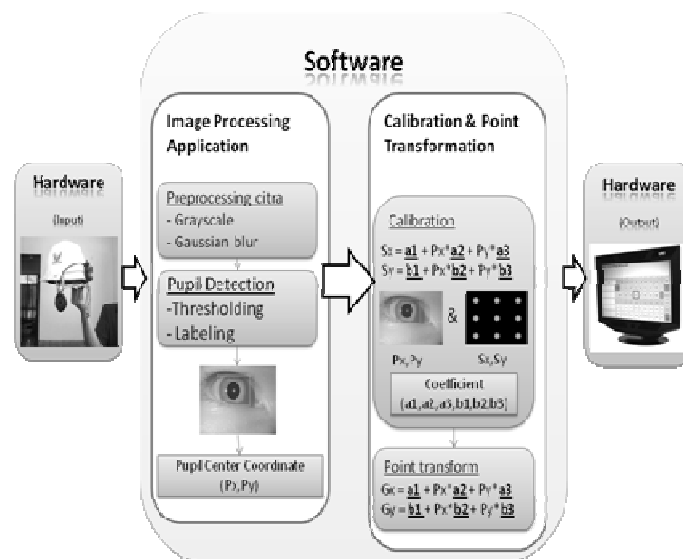 Software
Hardware
(Input)
Image Processing
Application
Preprocessing citra
- Grayscale
- Gaussian blur
Pupil Detection
-Thresholding
- Labeling
Pupil Center Coordinate
(Px,Py)
Calibration & Point
Transformation
Calibration
Sx = a1 + Px*a2 + Py*a3
Sy = b1 + Px*b2 + Py*b3
&
Px,Py
Sx,Sy
Coefficient
(a1,a2,a3,b1,b2,b3)
Point transform
Gx = a1 + Px*a2 + Py*a3
Gy = b1 + Px*b2 + Py*b3
Hardware
(Output)